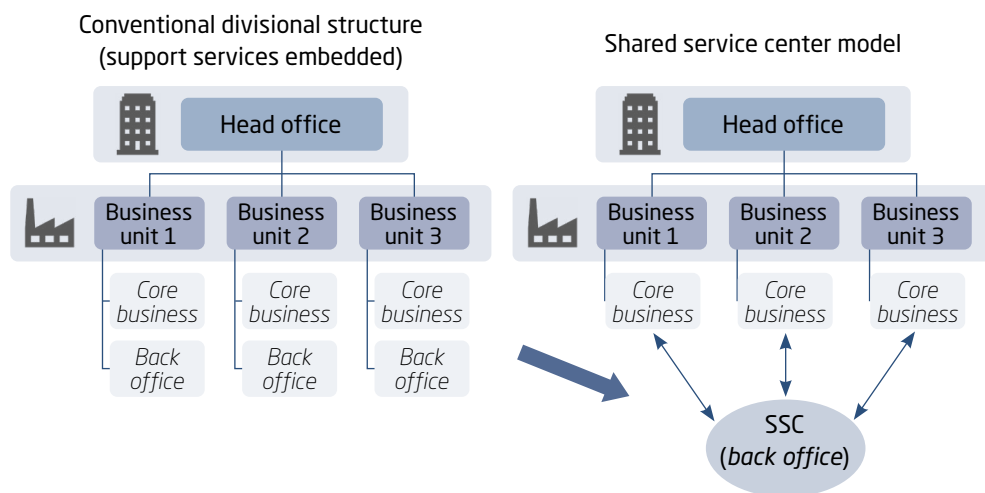 Conventional divisional structure
(support services embedded)
Head office
Business
unit 1
Business
unit 2
Business
unit 3
Core
business
Core
business
Core
business
Back
office
Back
office
Back
office
Shared service center model
Head office
Business
unit 1
Business
unit 2
Business
unit 3
Core
business
Core
business
Core
business
SSC
(back office)